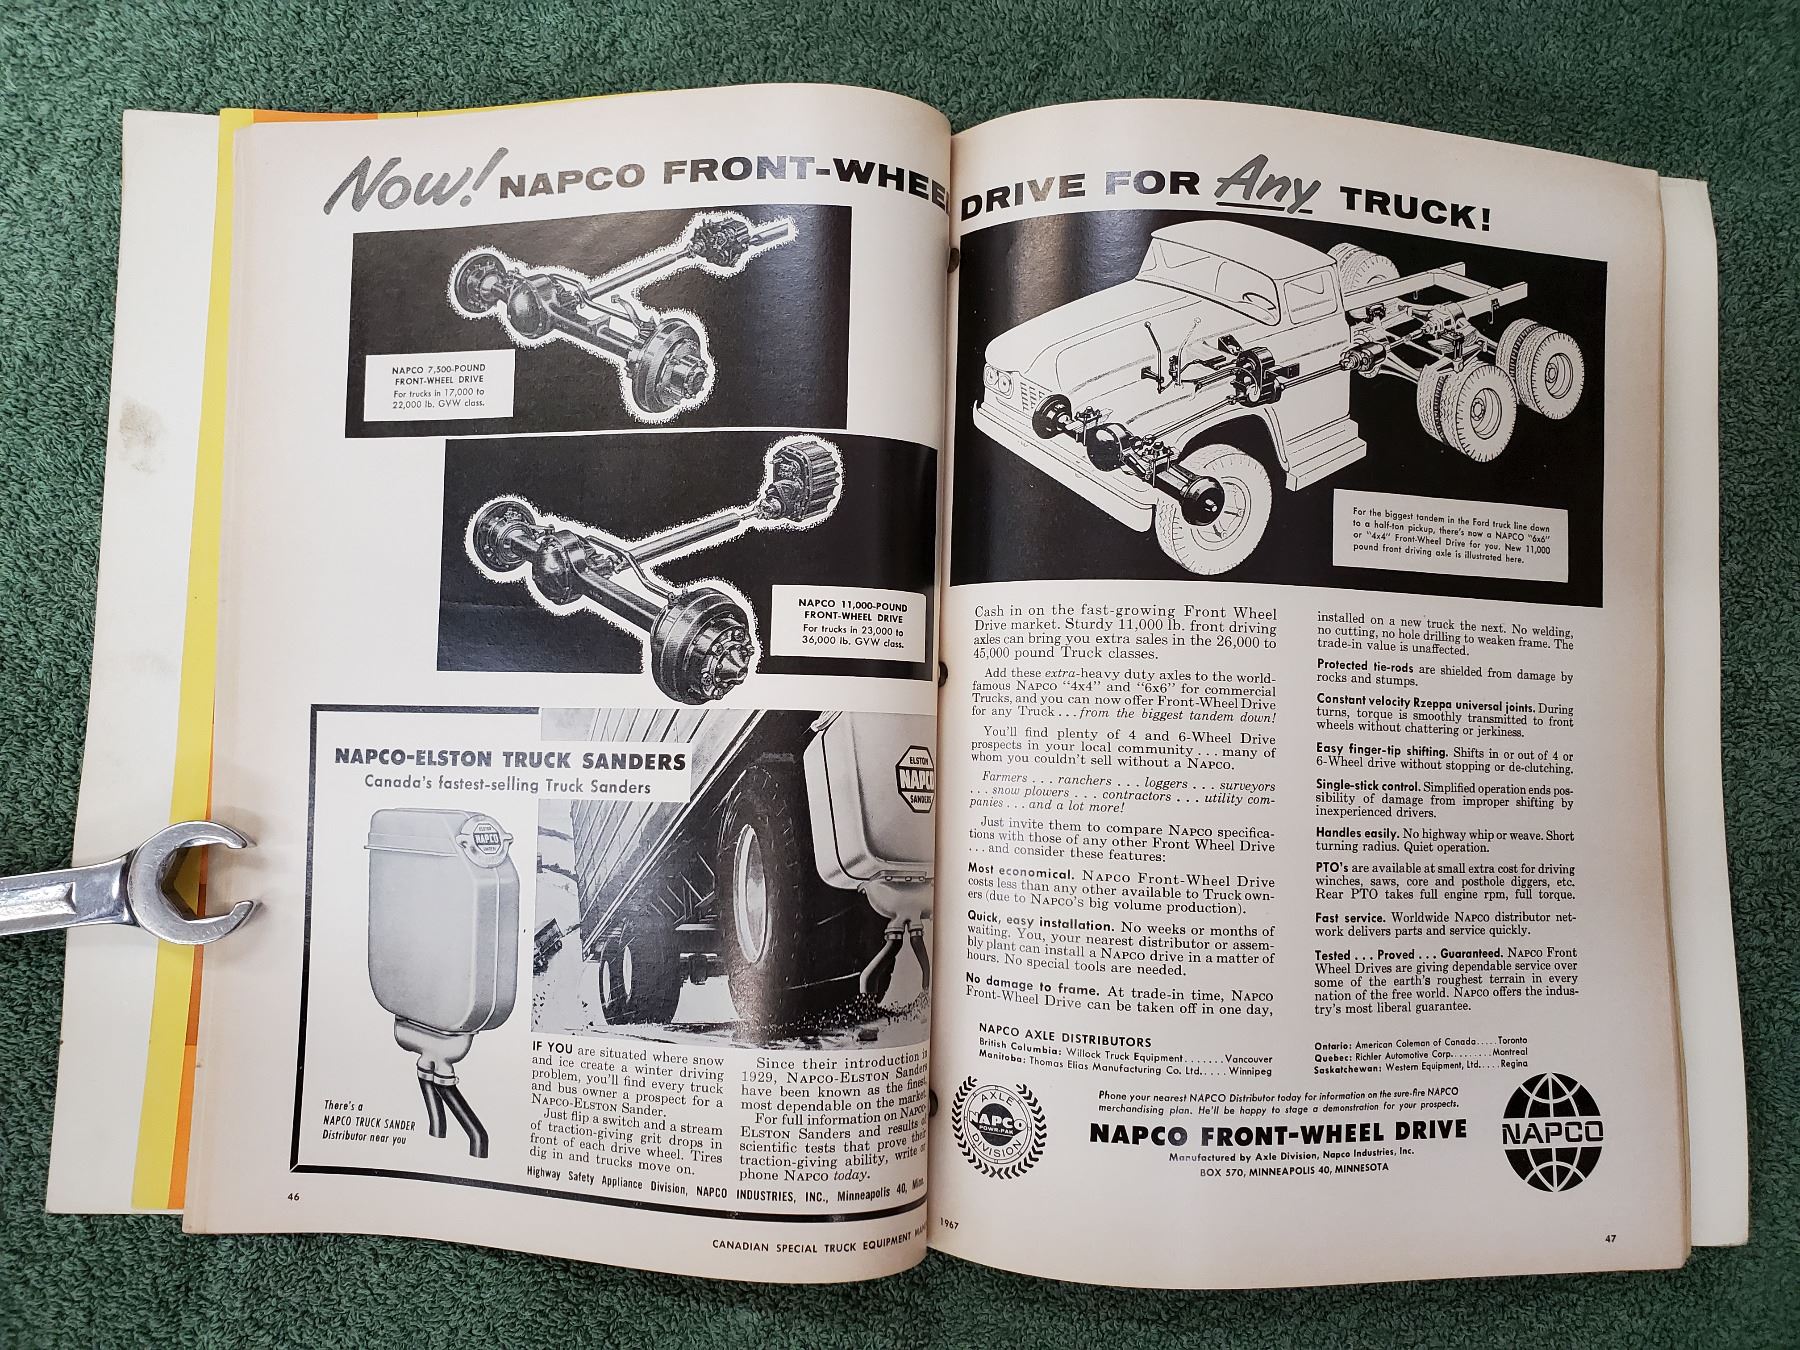 Now! NAPCO FRONT-WHEE
NAPCO 7,500-POUND
FRONT-WHEEL DRIVE
For trucks in 17,000 to
22,000 lb. GVW class.
NAPCO 11,000-POUND
FRONT-WHEEL DRIVE
For trucks in 23,000 to
36,000 lb. GVW class.
NAPCO-ELSTON TRUCK SANDERS
Canada's fastest-selling Truck Sanders
ELSTON
NAPCO
SANDERS
ELSTON
NAPCO
There's a
NAPCO TRUCK SANDER
Distributor near you
IF YOU are situated where snow
and ice create a winter driving
problem, you'll find every truck
and bus owner a prospect for a
NAPCO-ELSTON Sander.
Just flip a switch and a stream
of traction-giving grit drops in
front of each drive wheel. Tires
dig in and trucks move on.
Since their introduction in
1929, NAPCO-ELSTON Sanders
have been known as the finest,
most dependable on the market.
For full information on NAPCO-
ELSTON Sanders and results of
scientific tests that prove their
traction-giving ability, write or
phone NAPCO today.
Highway Safety Appliance Division, NAPCO INDUSTRIES, INC., Minneapolis 40, Minn.
46
CANADIAN SPECIAL TRUCK EQUIPMENT
DRIVE FOR Any TRUCK!
For the biggest tandem in the Ford truck line down
to a half-ton pickup, there's now a NAPCO "6x6"
or "4x4" Front-Wheel Drive for you. New 11,000
pound front driving axle is illustrated here.
Cash in on the fast-growing Front Wheel
Drive market. Sturdy 11,000 lb. front driving
axles can bring you extra sales in the 26,000 to
45,000 pound Truck classes.
Add these extra-heavy duty axles to the world-
famous NAPCO "4x4" and "6x6" for commercial
Trucks, and you can now offer Front-Wheel Drive
for any Truck . . . from the biggest tandem down!
You'll find plenty of 4 and 6-Wheel Drive
prospects in your local community . . . many of
whom you couldn't sell without a NAPCO.
Farmers . . . ranchers . . . loggers . . . surveyors
. . . snow plowers . . . contractors . . . utility com-
panies . . . and a lot more!
Just invite them to compare NAPCO specifica-
tions with those of any other Front Wheel Drive
. . . and consider these features:
Most economical. NAPCO Front-Wheel Drive
costs less than any other available to Truck own-
ers (due to NAPCO's big volume production).
Quick, easy installation. No weeks or months of
waiting. You, your nearest distributor or assem-
bly plant can install a NAPCO drive in a matter of
hours. No special tools are needed.
No damage to frame. At trade-in time, NAPCO
Front-Wheel Drive can be taken off in one day,
installed on a new truck the next. No welding,
no cutting, no hole drilling to weaken frame. The
trade-in value is unaffected.
Protected tie-rods are shielded from damage by
rocks and stumps.
Constant velocity Rzeppa universal joints. During
turns, torque is smoothly transmitted to front
wheels without chattering or jerkiness.
Easy finger-tip shifting. Shifts in or out of 4 or
6-Wheel drive without stopping or de-clutching.
Single-stick control. Simplified operation ends pos-
sibility of damage from improper shifting by
inexperienced drivers.
Handles easily. No highway whip or weave. Short
turning radius. Quiet operation.
PTO's are available at small extra cost for driving
winches, saws, core and posthole diggers, etc.
Rear PTO takes full engine rpm, full torque.
Fast service. Worldwide NAPCO distributor net-
work delivers parts and service quickly.
Tested . . . Proved . . . Guaranteed. NAPCO Front
Wheel Drives are giving dependable service over
some of the earth's roughest terrain in every
nation of the free world. NAPCO offers the indus-
try's most liberal guarantee.
NAPCO AXLE DISTRIBUTORS
British Columbia: Willock Truck Equipment.......Vancouver
Manitoba: Thomas Elias Manufacturing Co. Ltd.....Winnipeg
Ontario: American Coleman of Canada.....Toronto
Quebec: Richler Automotive Corp.........Montreal
Saskatchewan: Western Equipment, Ltd.....Regina
Phone your nearest NAPCO Distributor today for information on the sure-fire NAPCO
merchandising plan. He'll be happy to stage a demonstration for your prospects.
AXLE
NAPCO
POWR-PAK
DIVISION
NAPCO FRONT-WHEEL DRIVE
Manufactured by Axle Division, Napco Industries, Inc.
BOX 570, MINNEAPOLIS 40, MINNESOTA
NAPCO
1967
47